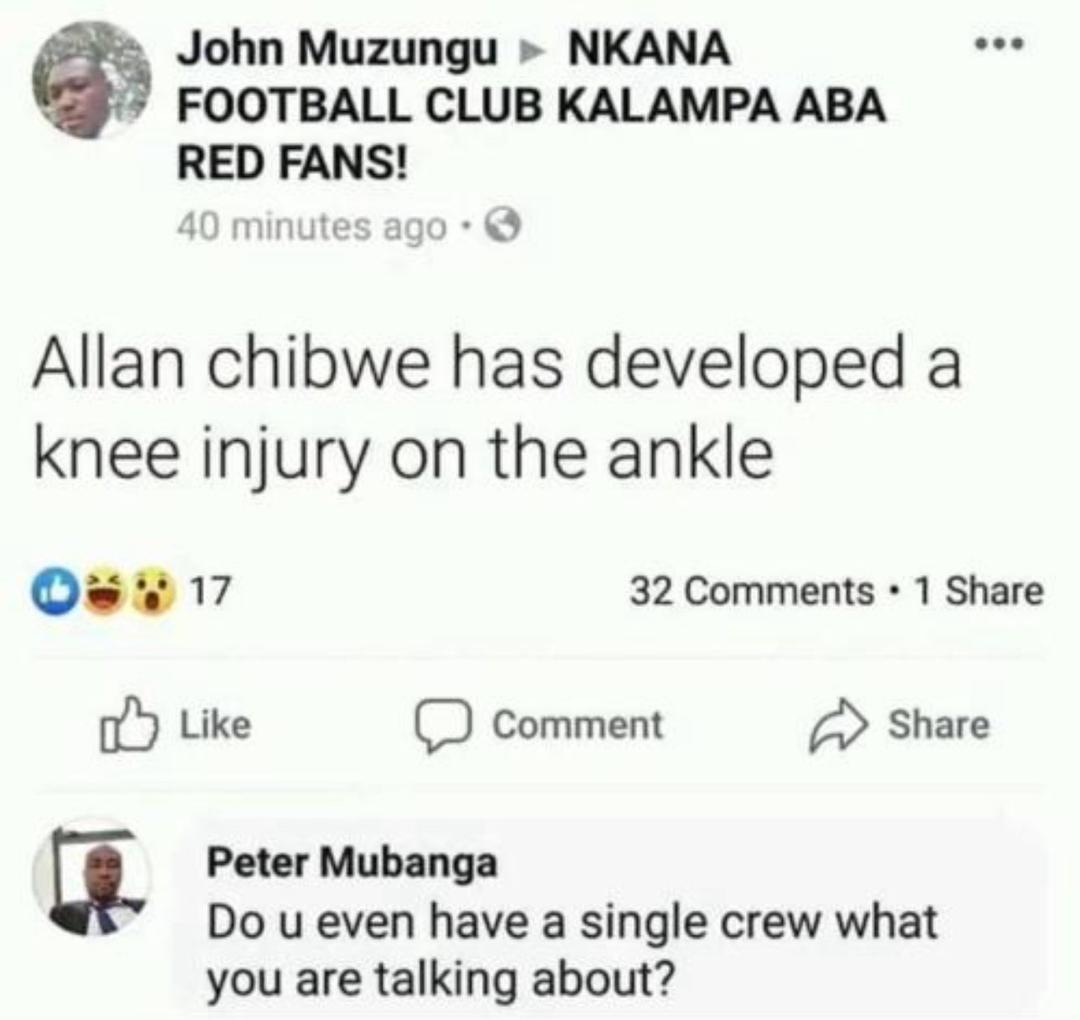 John Muzungu ▸ NKANA
FOOTBALL CLUB KALAMPA ABA
RED FANS!
40 minutes ago ·
Allan chibwe has developed a
knee injury on the ankle
17
32 Comments • 1 Share
Like
Comment
Share
Peter Mubanga
Do u even have a single crew what
you are talking about?